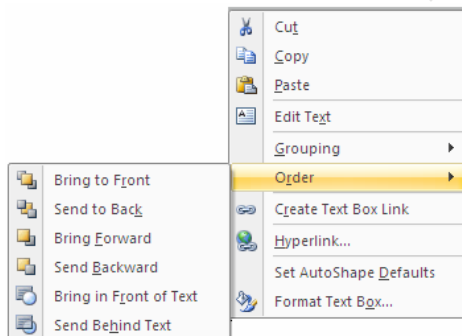 Cut
Copy
Paste
Edit Text
Grouping
Order
Create Text Box Link
Hyperlink...
Set AutoShape Defaults
Format Text Box...
Bring to Front
Send to Back
Bring Forward
Send Backward
Bring in Front of Text
Send Behind Text